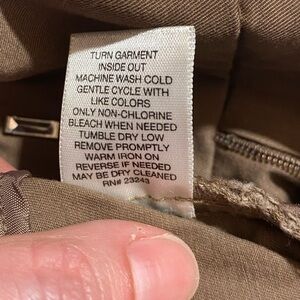 TURN GARMENT
INSIDE OUT
MACHINE WASH COLD
GENTLE CYCLE WITH
LIKE COLORS
ONLY NON-CHLORINE
BLEACH WHEN NEEDED
TUMBLE DRY LOW
REMOVE PROMPTLY
WARM IRON ON
REVERSE IF NEEDED
MAY BE DRY CLEANED
RN# 23243